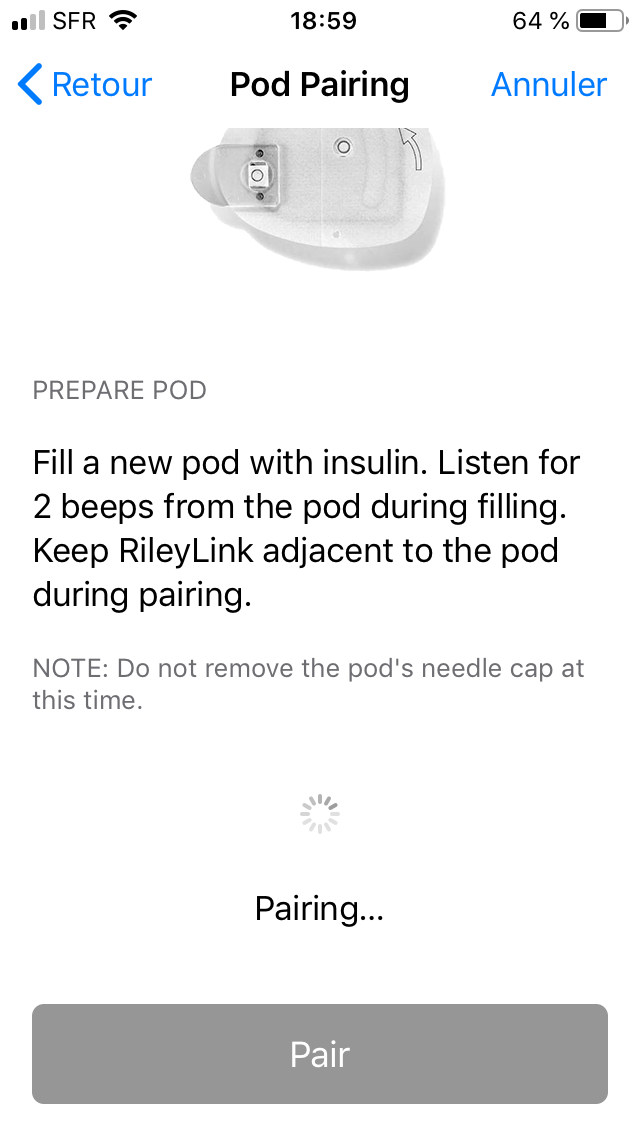 SFR 18:59 64 %
Retour Pod Pairing Annuler
PREPARE POD
Fill a new pod with insulin. Listen for
2 beeps from the pod during filling.
Keep RileyLink adjacent to the pod
during pairing.
NOTE: Do not remove the pod's needle cap at
this time.
Pairing...
Pair